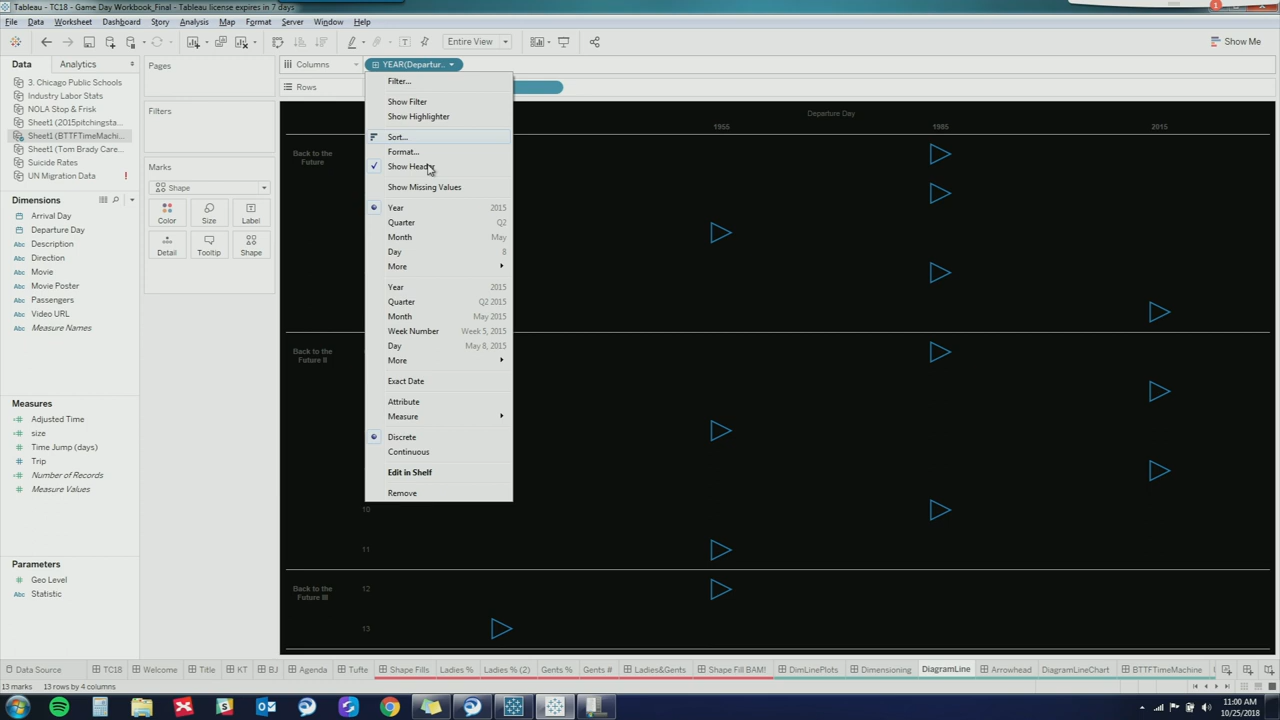 Tableau - TC18 - Game Day Workbook_Final - Tableau license expires in 7 days
1
File Data Worksheet Dashboard Story Analysis Map Format Server Window Help
Entire View
Show Me
Data Analytics
3. Chicago Public Schools
Industry Labor Stats
NOLA Stop & Frisk
Sheet1 (2015pitchingsta...
Sheet1 (BTTFTimeMachi...
Sheet1 (Tom Brady Care...
Suicide Rates
UN Migration Data !
Dimensions
Arrival Day
Departure Day
Abc Description
Abc Direction
Abc Movie
Abc Movie Poster
Abc Passengers
Abc Video URL
Abc Measure Names
Measures
Adjusted Time
size
Time Jump (days)
Trip
Number of Records
Measure Values
Parameters
Geo Level
Statistic
Pages
Filters
Marks
Shape
Color Size Label
Detail Tooltip Shape
Columns YEAR(Departur..
Rows
Filter...
Show Filter
Show Highlighter
Sort...
Format...
Show Header
Show Missing Values
Year 2015
Quarter Q2
Month May
Day 8
More
Year 2015
Quarter Q2 2015
Month May 2015
Week Number Week 5, 2015
Day May 8, 2015
More
Exact Date
Attribute
Measure
Discrete
Continuous
Edit in Shelf
Remove
Departure Day
1955 1985 2015
Back to the
Future
Back to the
Future II
10
11
Back to the
Future III
12
13
Data Source TC18 Welcome Title KT BJ Agenda Tufte Shape Fills Ladies % Ladies % (2) Gents % Gents # Ladies&Gents Shape Fill BAM! DimLinePlots Dimensioning DiagramLine Arrowhead DiagramLineChart BTTFTimeMachine
13 marks 13 rows by 4 columns
11:00 AM
10/25/2018